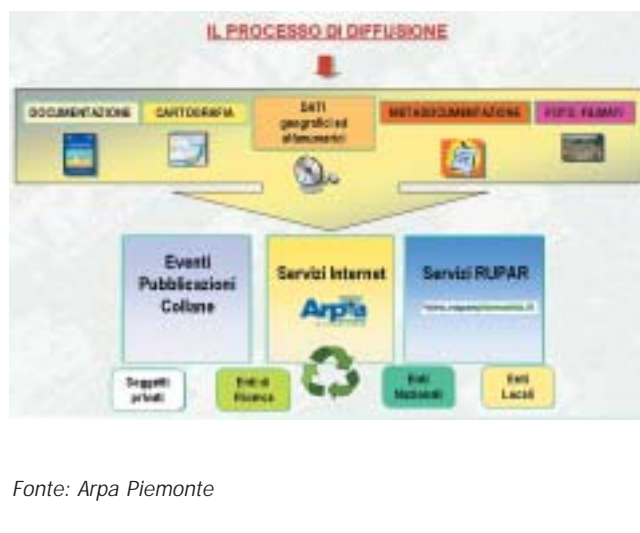 IL PROCESSO DI DIFFUSIONE
DOCUMENTAZIONE
CARTOGRAFIA
DATI
geografici ed
alfanumerici
METADOCUMENTAZIONE
FOTO, FILMATI
Eventi
Pubblicazioni
Collane
Servizi Internet
Arpa
Servizi RUPAR
Soggetti
privati
Enti di
Ricerca
Enti
Nazionali
Enti
Locali
Fonte: Arpa Piemonte